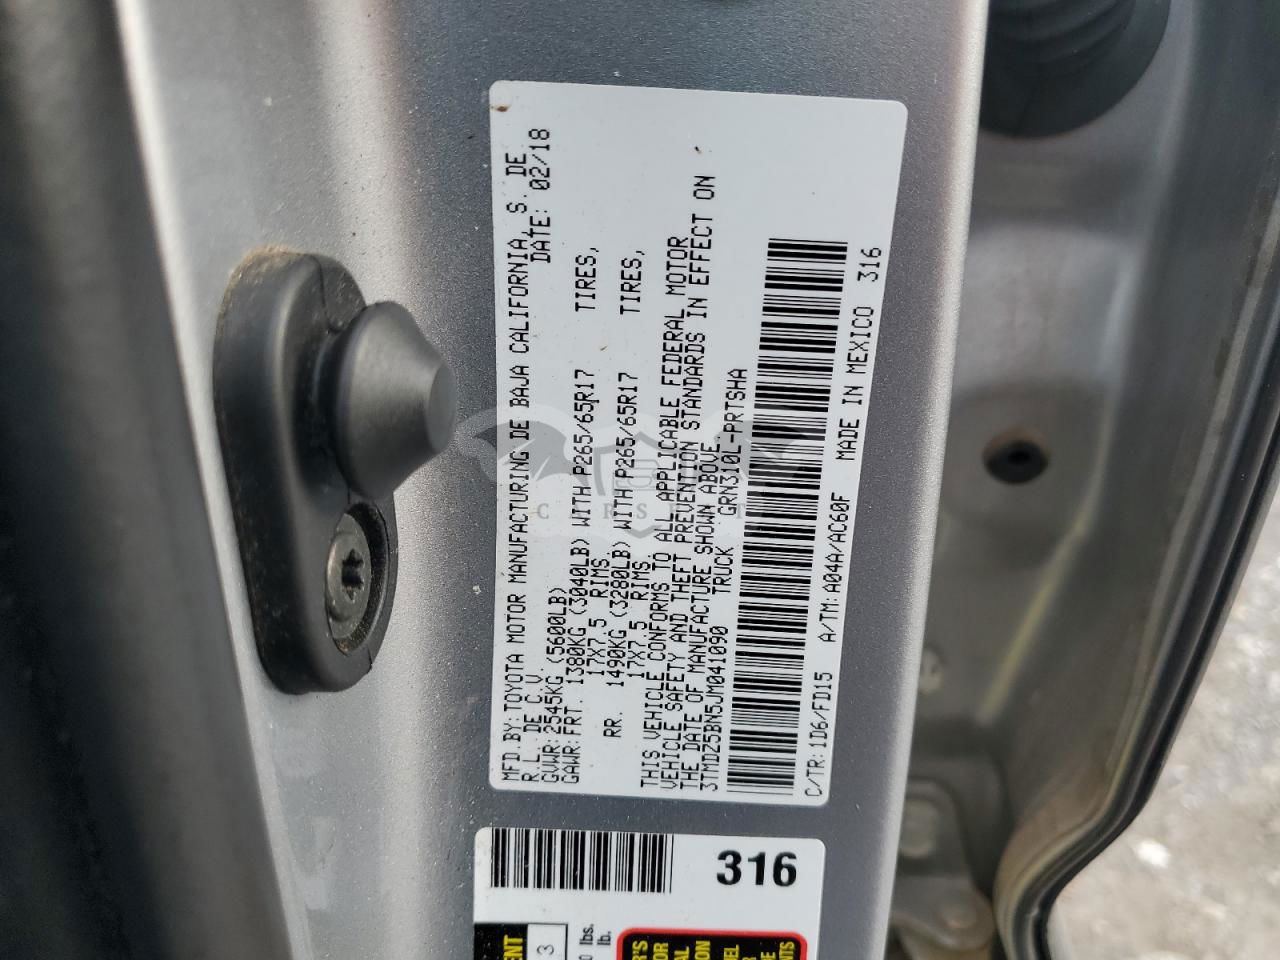 MFD.BY:TOYOTA MOTOR MANUFACTURING DE BAJA CALIFORNIA,S. DE
R.L. DE C.V. DATE: 02/18
GVWR:2545KG (5600LB)
GAWR:FRT. 1380KG (3040LB) WITH P265/65R17 TIRES,
17X7.5 RIMS.
RR. 1490KG (3280LB) WITH P265/65R17 TIRES,
17X7.5 RIMS.
THIS VEHICLE CONFORMS TO ALL APPLICABLE FEDERAL MOTOR
VEHICLE SAFETY AND THEFT PREVENTION STANDARDS IN EFFECT ON
THE DATE OF MANUFACTURE SHOWN ABOVE.
3TMDZ5BN5JM041090 TRUCK GRN310L-PRTSHA
C/TR:1D6/FD15 A/TM:A04A/AC60F MADE IN MEXICO 316
316
3
lbs.
lb.